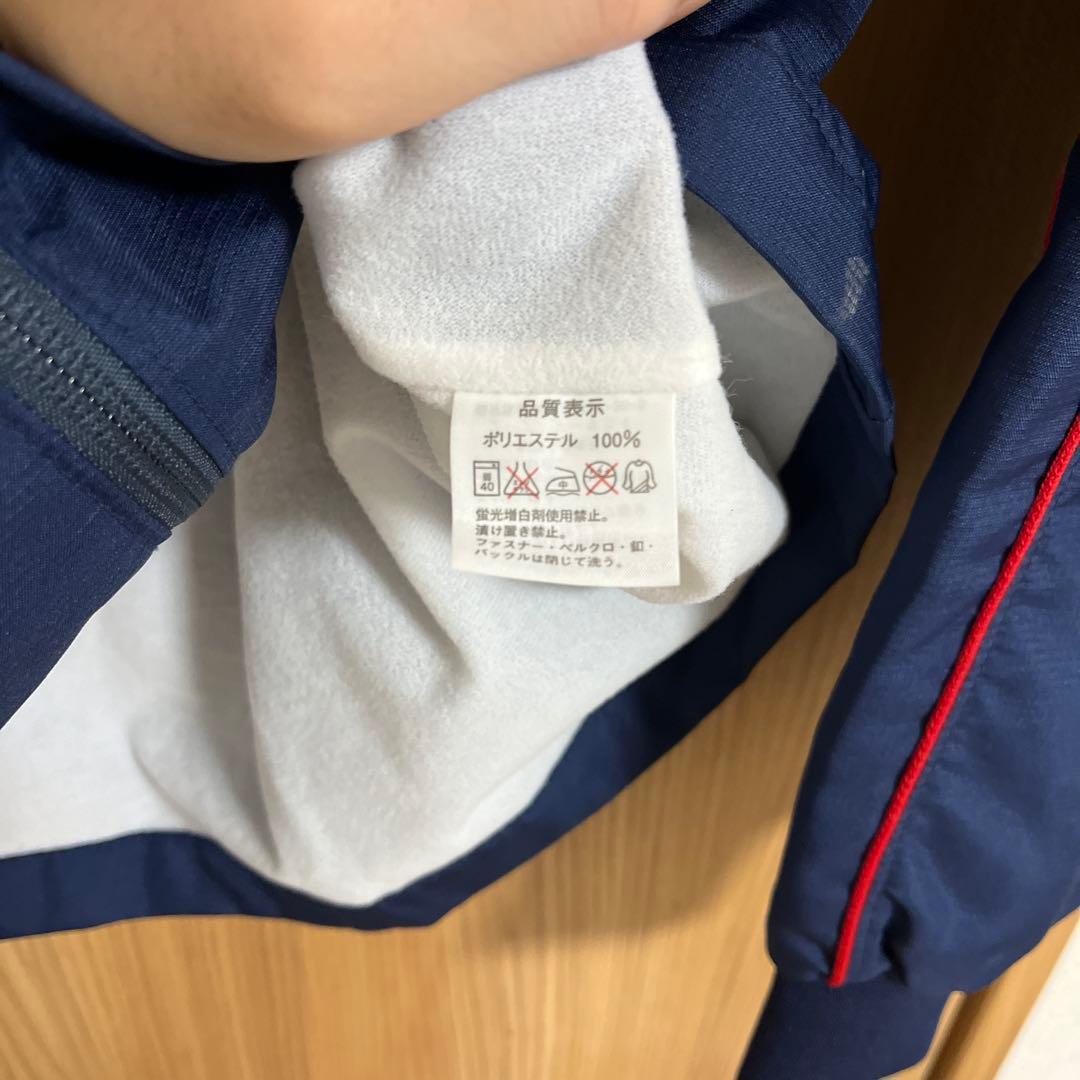 品質表示
ポリエステル 100%
弱
40
中
蛍光増白剤使用禁止。
漬け置き禁止。
ファスナー・ベルクロ・釦・
バックルは閉じて洗う。